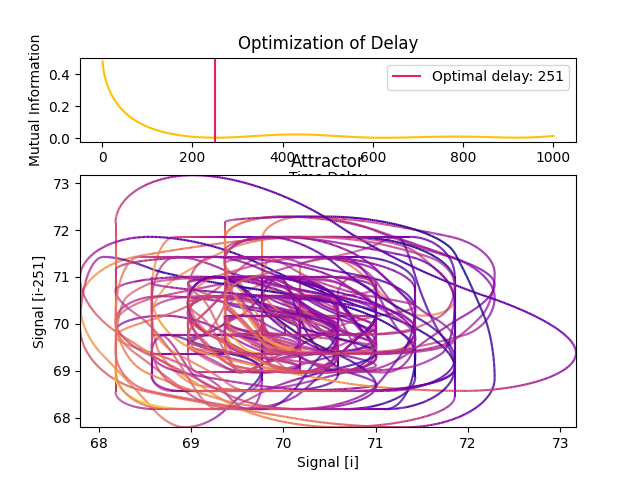 Optimization of Delay
Mutual Information
0.4
0.2
0.0
Optimal delay: 251
0 200 400 600 800 1000
Attractor
Signal [i-251]
73
72
71
70
69
68
68 69 70 71 72 73
Signal [i]